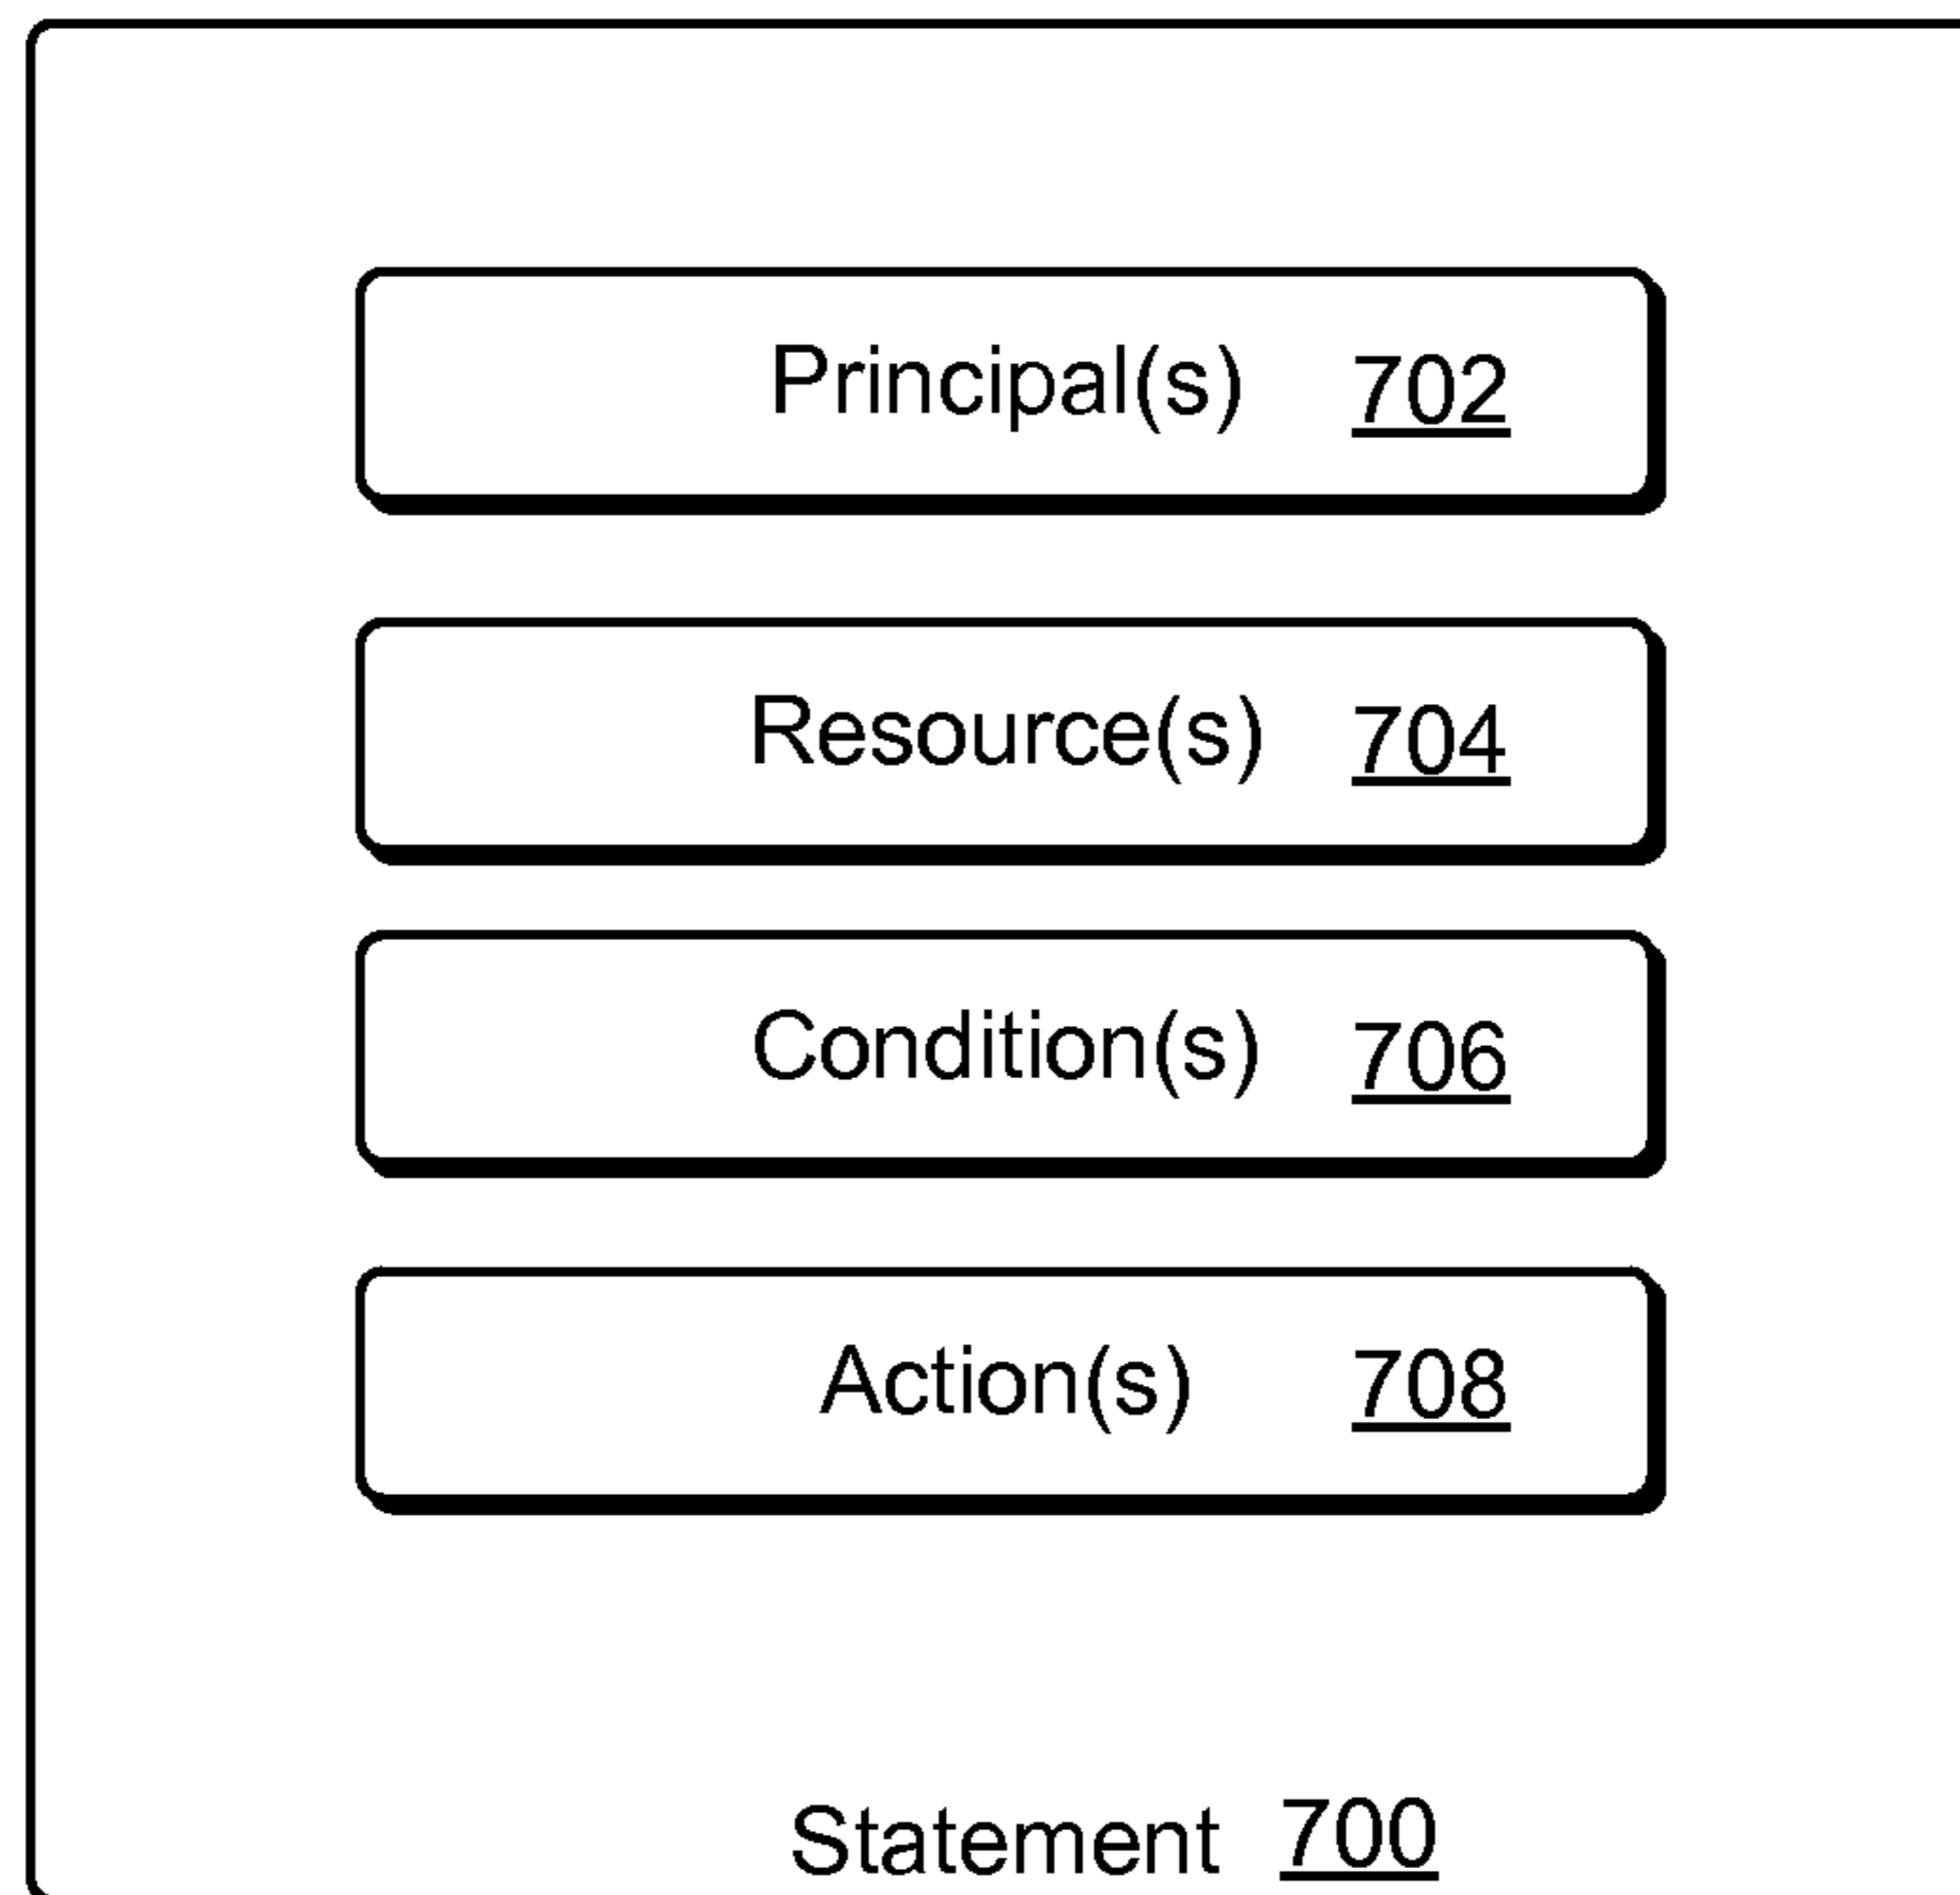 Principal(s) 702
Resource(s) 704
Condition(s) 706
Action(s) 708
Statement 700